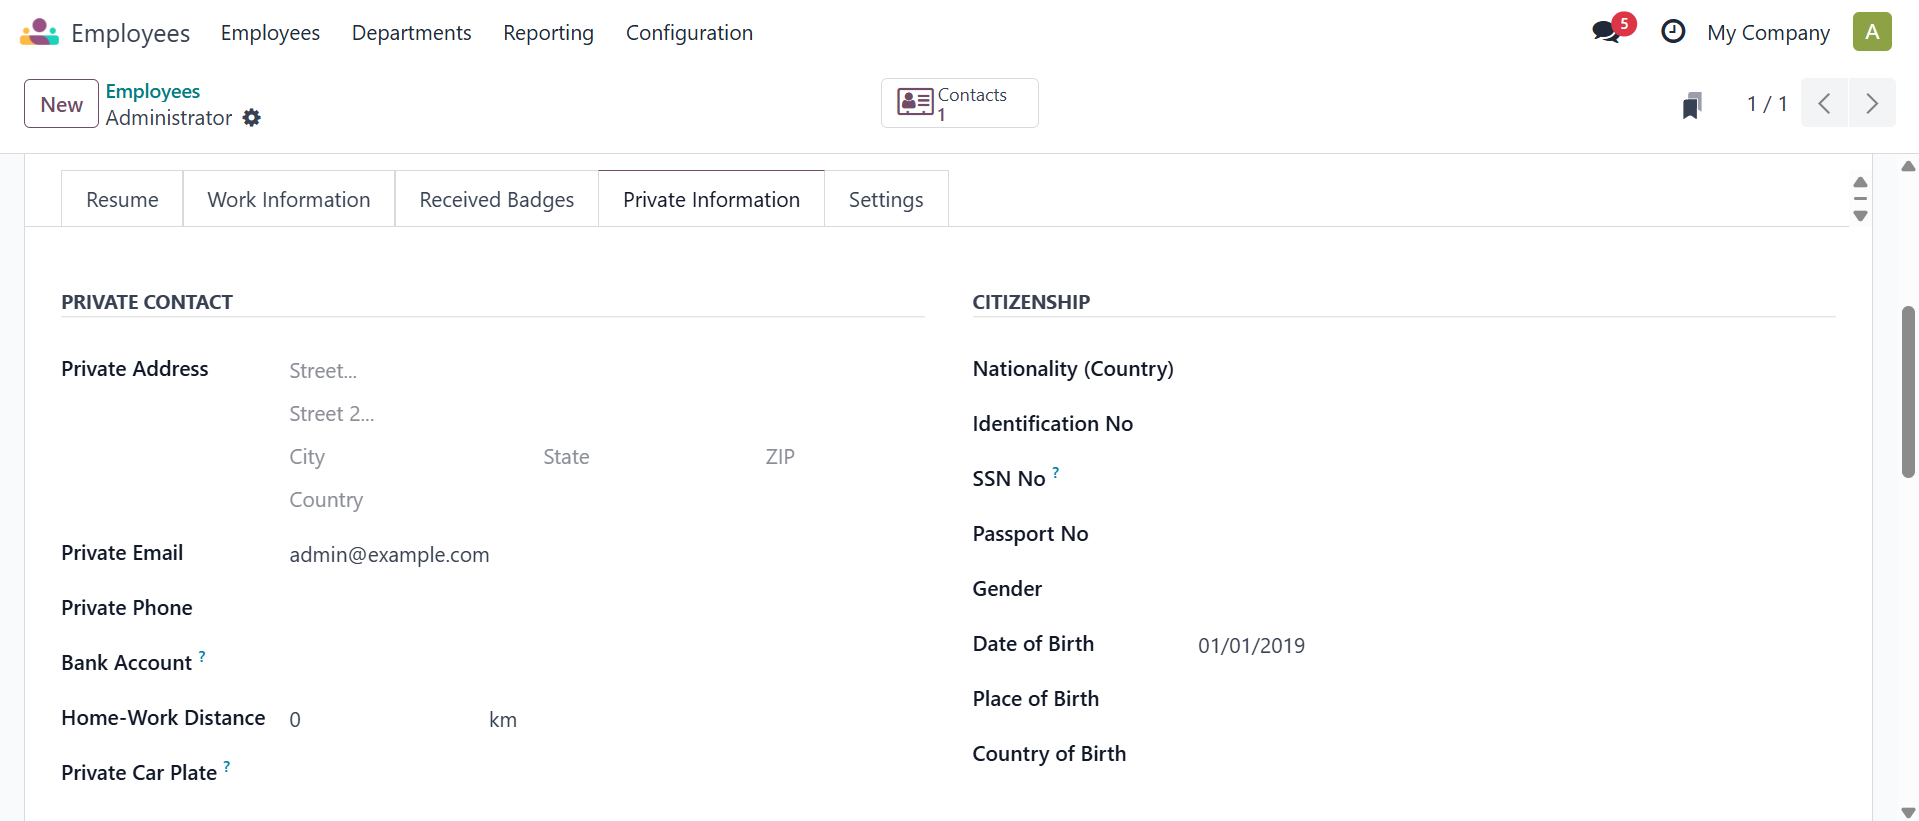 Employees Employees Departments Reporting Configuration 5 My Company A
New Employees Contacts 1 / 1
Administrator 1
Resume Work Information Received Badges Private Information Settings
PRIVATE CONTACT
Private Address Street...
Street 2...
City State ZIP
Country
Private Email admin@example.com
Private Phone
Bank Account ?
Home-Work Distance 0 km
Private Car Plate ?
CITIZENSHIP
Nationality (Country)
Identification No
SSN No ?
Passport No
Gender
Date of Birth 01/01/2019
Place of Birth
Country of Birth